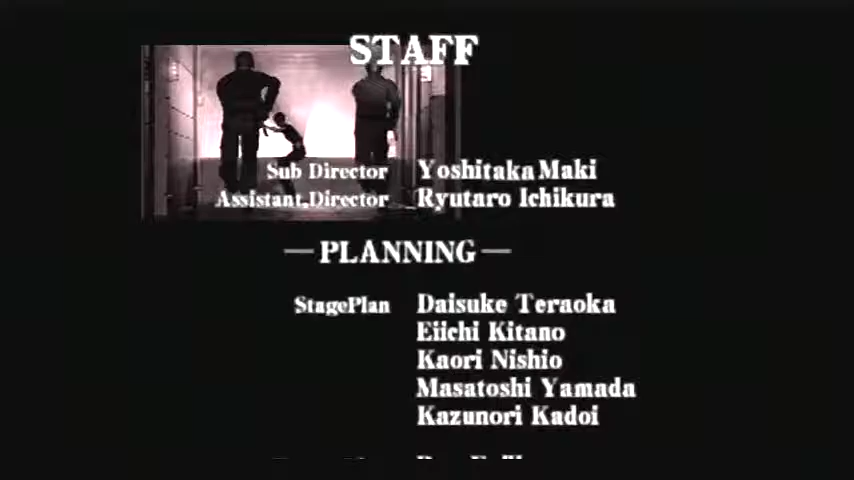 STAFF
Sub Director Yoshitaka Maki
Assistant Director Ryutaro Ichikura
—PLANNING—
StagePlan Daisuke Teraoka
Eiichi Kitano
Kaori Nishio
Masatoshi Yamada
Kazunori Kadoi